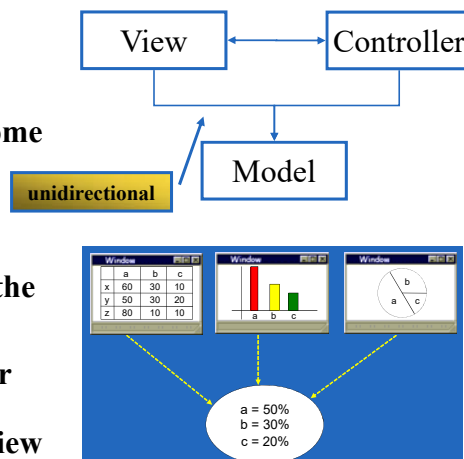 View Controller
ome
unidirectional
Model
the
r
iew
Window Window Window
a b c
x 60 30 10
y 50 30 20
z 80 10 10
a b c
b
a c
a = 50%
b = 30%
c = 20%